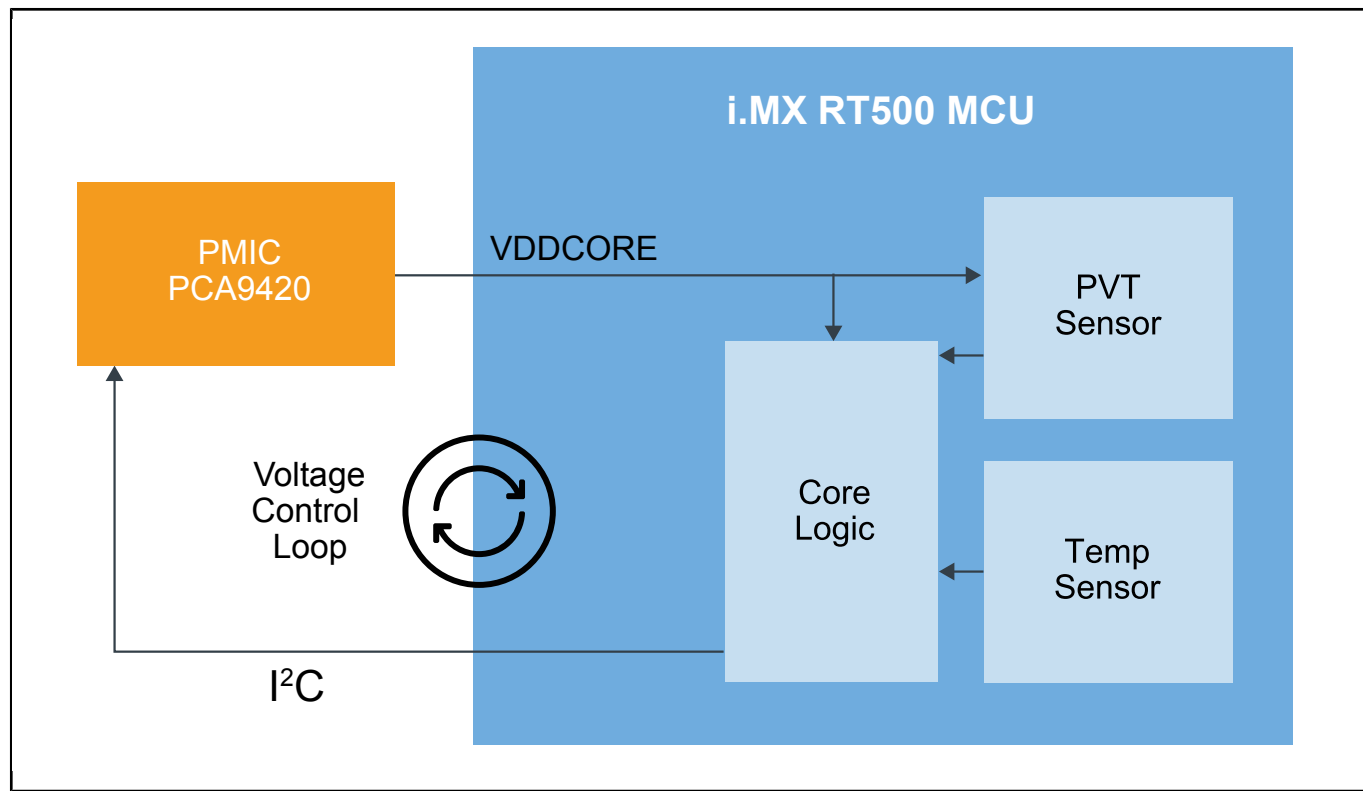 i.MX RT500 MCU
PMIC
PCA9420
VDDCORE
PVT
Sensor
Voltage
Control
Loop
Core
Logic
Temp
Sensor
I²C